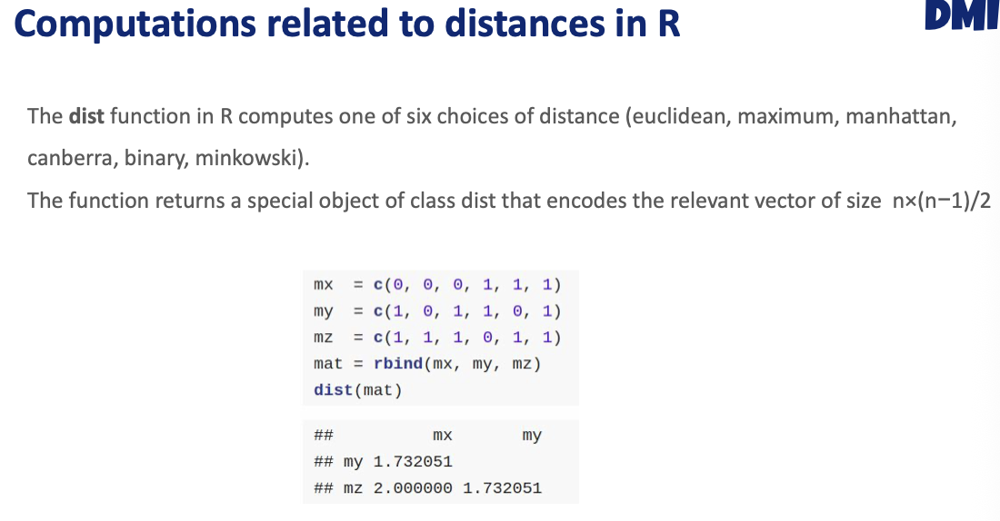 Computations related to distances in R
DMI
The dist function in R computes one of six choices of distance (euclidean, maximum, manhattan,
canberra, binary, minkowski).
The function returns a special object of class dist that encodes the relevant vector of size n×(n−1)/2
mx  = c(0, 0, 0, 1, 1, 1)
my  = c(1, 0, 1, 1, 0, 1)
mz  = c(1, 1, 1, 0, 1, 1)
mat = rbind(mx, my, mz)
dist(mat)
##          mx       my
## my 1.732051
## mz 2.000000 1.732051